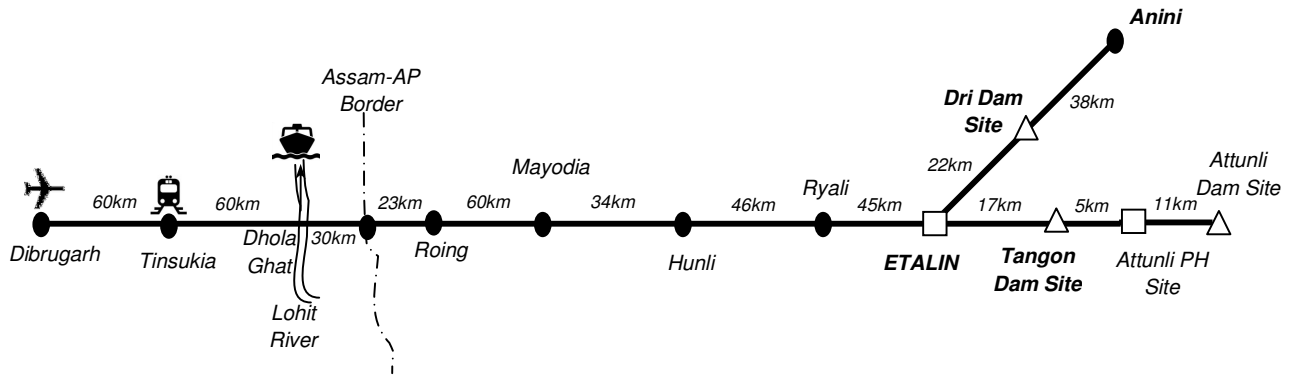 Anini
Assam-AP
Border
Dri Dam
Site
38km
Mayodia
22km
Attunli
Dam Site
Ryali
60km
60km
23km
60km
34km
46km
45km
17km
5km
11km
Dhola
Ghat
30km
Dibrugarh
Tinsukia
Roing
Hunli
ETALIN
Tangon
Dam Site
Attunli PH
Site
Lohit
River